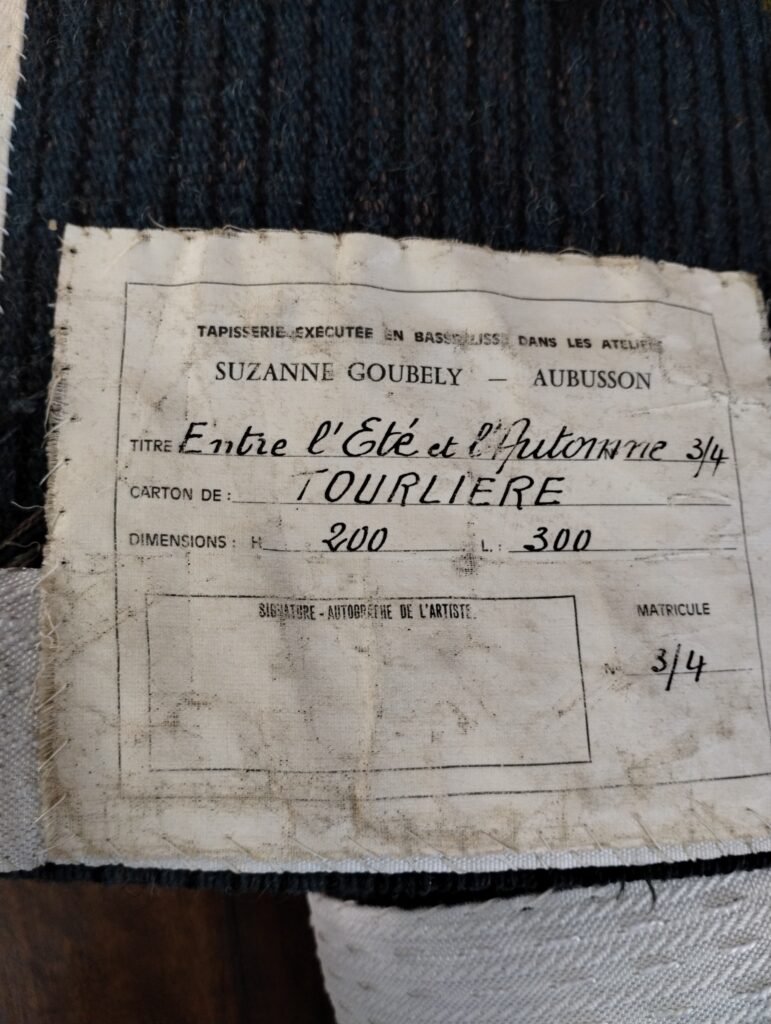 TAPISSERIE EXÉCUTÉE EN BASSE LISSE DANS LES ATELIERS
SUZANNE GOUBELY – AUBUSSON
TITRE Entre l'Eté et l'Automne 3/4
CARTON DE : TOURLIERE
DIMENSIONS : H. 200 L. : 300
SIGNATURE - AUTOGRAPHE DE L'ARTISTE.
MATRICULE
N° 3/4